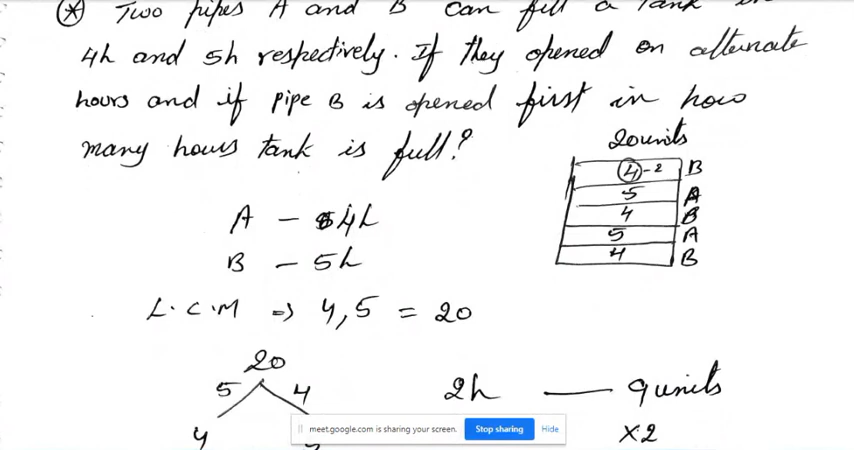 (*) Two pipes A and B can fill a tank in
4h and 5h respectively. If they opened on alternate
hours and if pipe B is opened first in how
many hours tank is full?
20units
4-2 B
5 A
4 B
5 A
4 B
A - 4h
B - 5h
L.C.M => 4,5 = 20
20
5 4
4
2h — 9units
×2
meet.google.com is sharing your screen. Stop sharing Hide